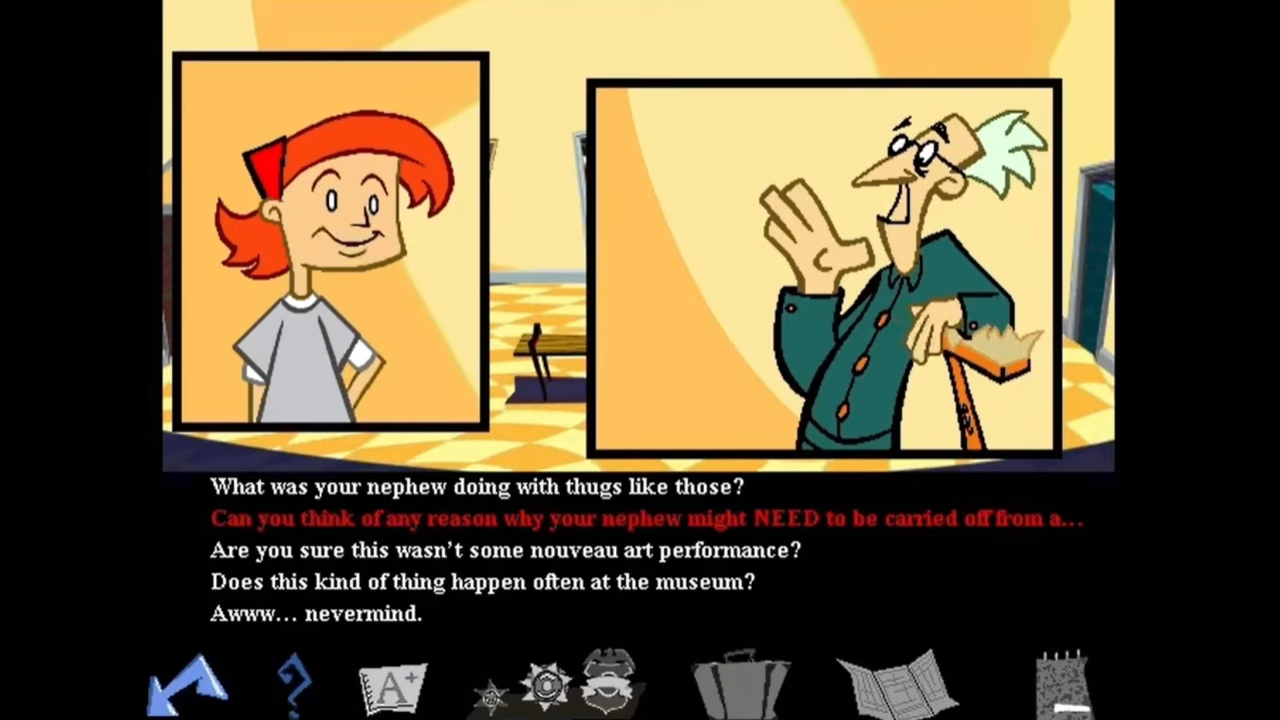 What was your nephew doing with thugs like those?
Can you think of any reason why your nephew might NEED to be carried off from a...
Are you sure this wasn't some nouveau art performance?
Does this kind of thing happen often at the museum?
Awww... nevermind.
? A+